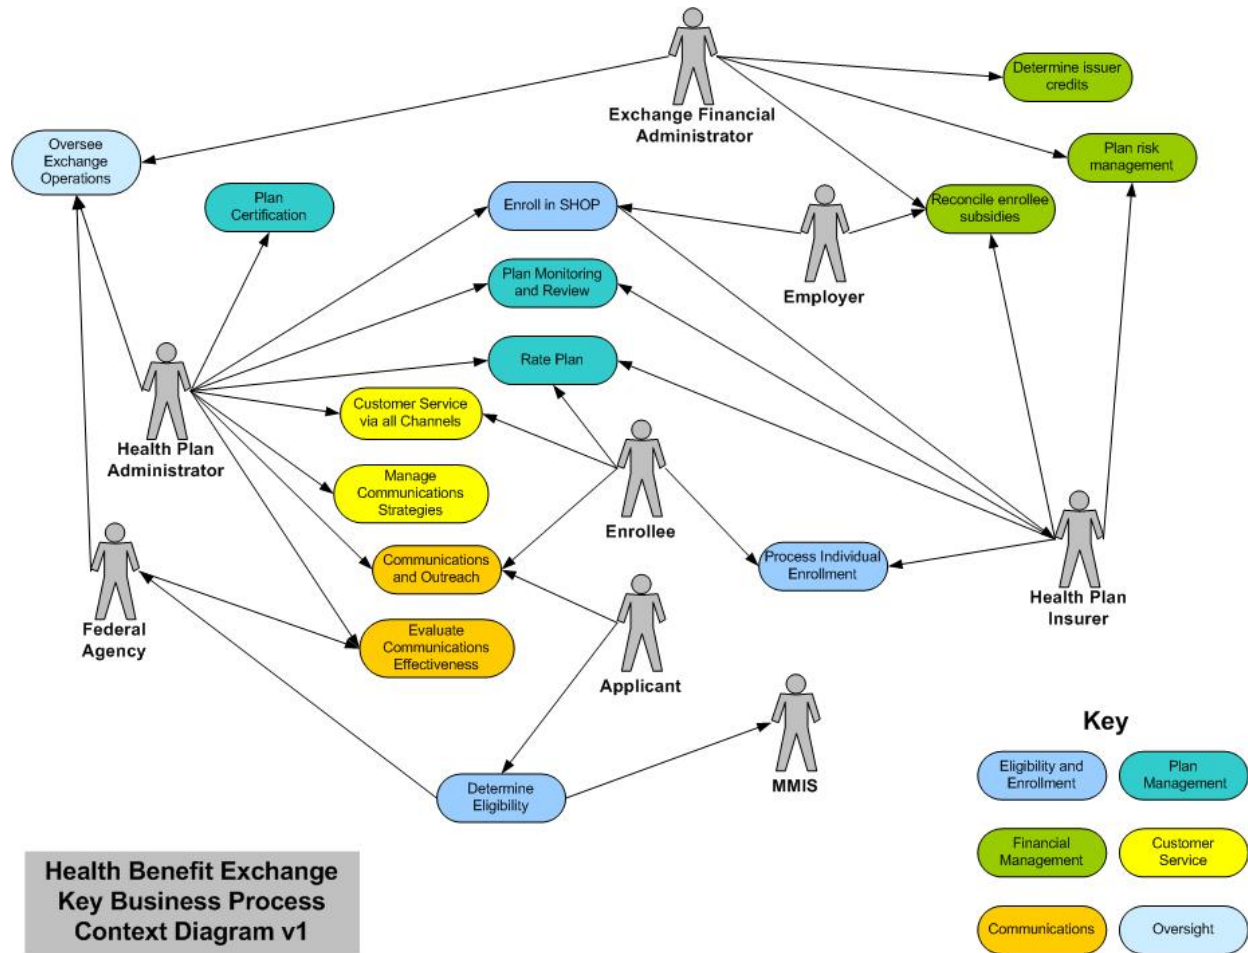 Exchange Financial
Administrator
Determine issuer
credits
Oversee
Exchange
Operations
Plan risk
management
Plan
Certification
Enroll in SHOP
Reconcile enrollee
subsidies
Plan Monitoring
and Review
Employer
Rate Plan
Customer Service
via all Channels
Health Plan
Administrator
Manage
Communications
Strategies
Enrollee
Communications
and Outreach
Process Individual
Enrollment
Health Plan
Insurer
Federal
Agency
Evaluate
Communications
Effectiveness
Applicant
MMIS
Determine
Eligibility
Key
Eligibility and
Enrollment
Plan
Management
Financial
Management
Customer
Service
Communications
Oversight
Health Benefit Exchange
Key Business Process
Context Diagram v1